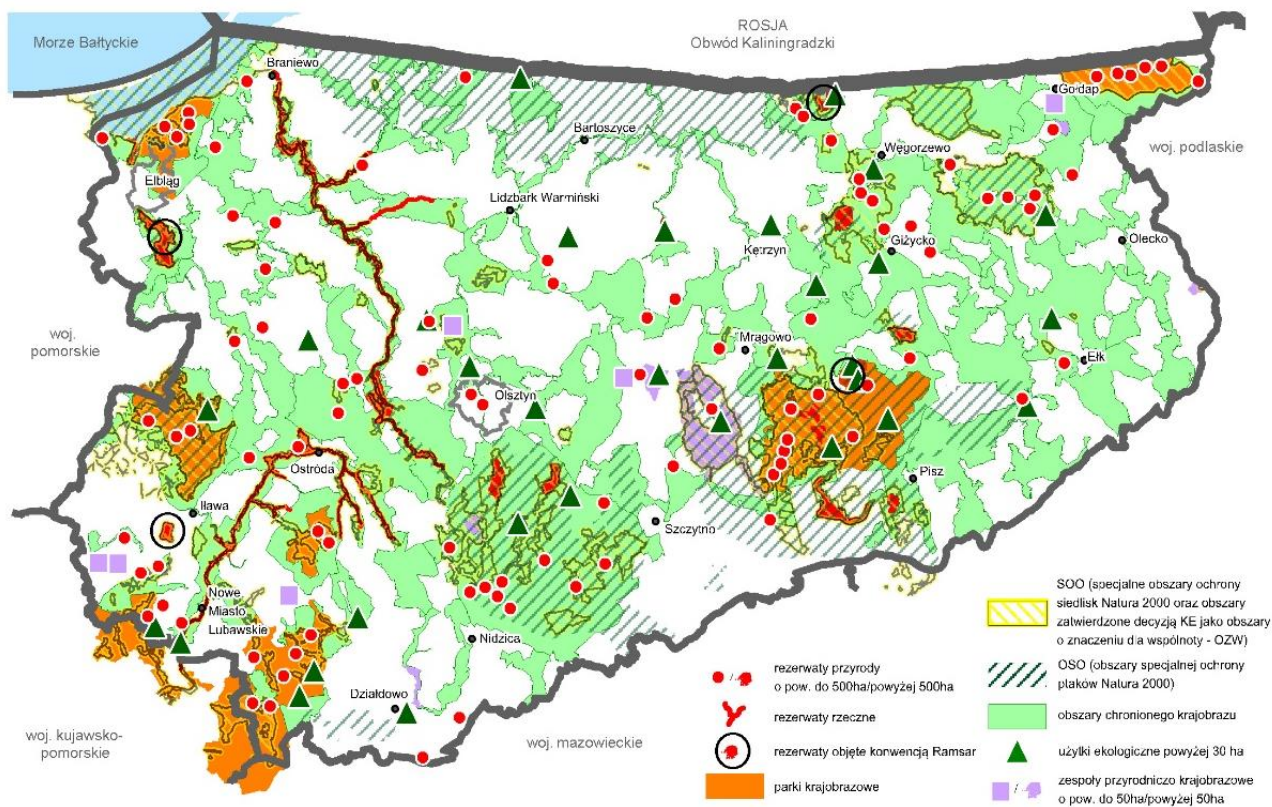 Morze Bałtyckie
ROSJA
Obwód Kaliningradzki
Braniewo
Gołdap
Bartoszyce
Węgorzewo
woj. podlaskie
Elbląg
Lidzbark Warmiński
Kętrzyn
Giżycko
Olecko
woj.
pomorskie
Mrągowo
Ełk
Olsztyn
Ostróda
Pisz
Iława
Szczytno
Nowe
Miasto
Lubawskie
Nidzica
Działdowo
woj. kujawsko-
pomorskie
woj. mazowieckie
rezerwaty przyrody
o pow. do 500ha/powyżej 500ha
rezerwaty rzeczne
rezerwaty objęte konwencją Ramsar
parki krajobrazowe
SOO (specjalne obszary ochrony
siedlisk Natura 2000 oraz obszary
zatwierdzone decyzją KE jako obszary
o znaczeniu dla wspólnoty - OZW)
OSO (obszary specjalnej ochrony
ptaków Natura 2000)
obszary chronionego krajobrazu
użytki ekologiczne powyżej 30 ha
zespoły przyrodniczo krajobrazowe
o pow. do 50ha/powyżej 50ha